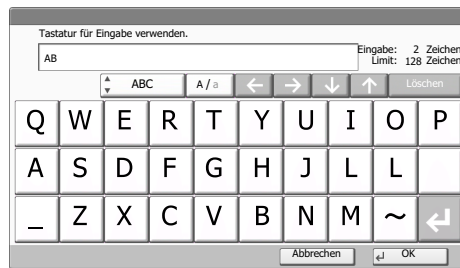 Tastatur für Eingabe verwenden.
AB
Eingabe: 2 Zeichen
Limit: 128 Zeichen
ABC A / a ← → ↓ ↑ Löschen
Q W E R T Y U I O P
A S D F G H J L L
_ Z X C V B N M ~ ↵
Abbrechen ↵ OK